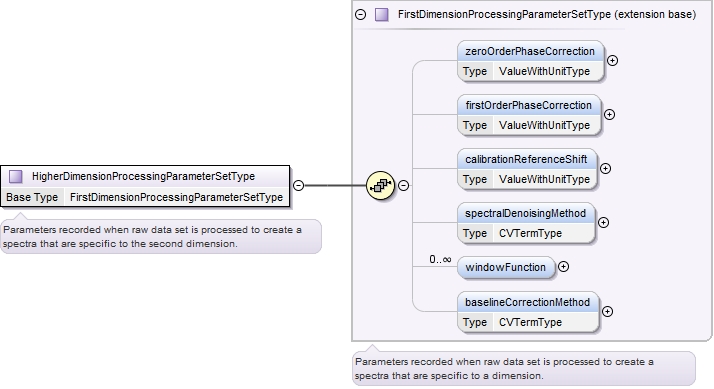 FirstDimensionProcessingParameterSetType (extension base)
zeroOrderPhaseCorrection
Type ValueWithUnitType
firstOrderPhaseCorrection
Type ValueWithUnitType
calibrationReferenceShift
Type ValueWithUnitType
HigherDimensionProcessingParameterSetType
Base Type FirstDimensionProcessingParameterSetType
Parameters recorded when raw data set is processed to create a
spectra that are specific to the second dimension.
spectralDenoisingMethod
Type CVTermType
0..∞
windowFunction
baselineCorrectionMethod
Type CVTermType
Parameters recorded when raw data set is processed to create a
spectra that are specific to a dimension.